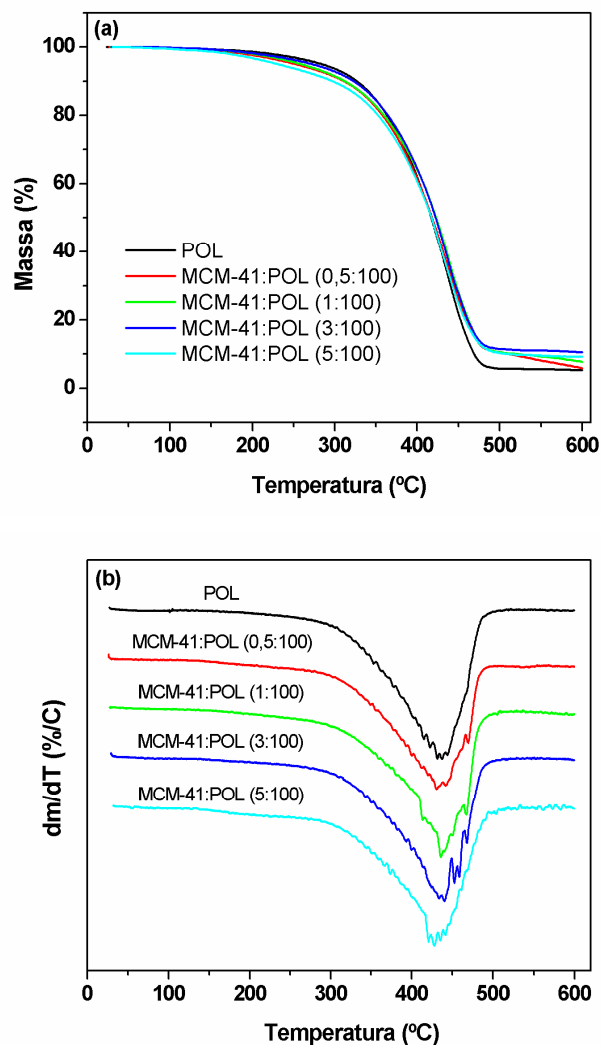 (a)
100
80
60
40
20
0
Massa (%)
POL
MCM-41:POL (0,5:100)
MCM-41:POL (1:100)
MCM-41:POL (3:100)
MCM-41:POL (5:100)
0 100 200 300 400 500 600
Temperatura (ºC)
(b)
POL
MCM-41:POL (0,5:100)
MCM-41:POL (1:100)
MCM-41:POL (3:100)
MCM-41:POL (5:100)
dm/dT (%/C)
0 100 200 300 400 500 600
Temperatura (ºC)